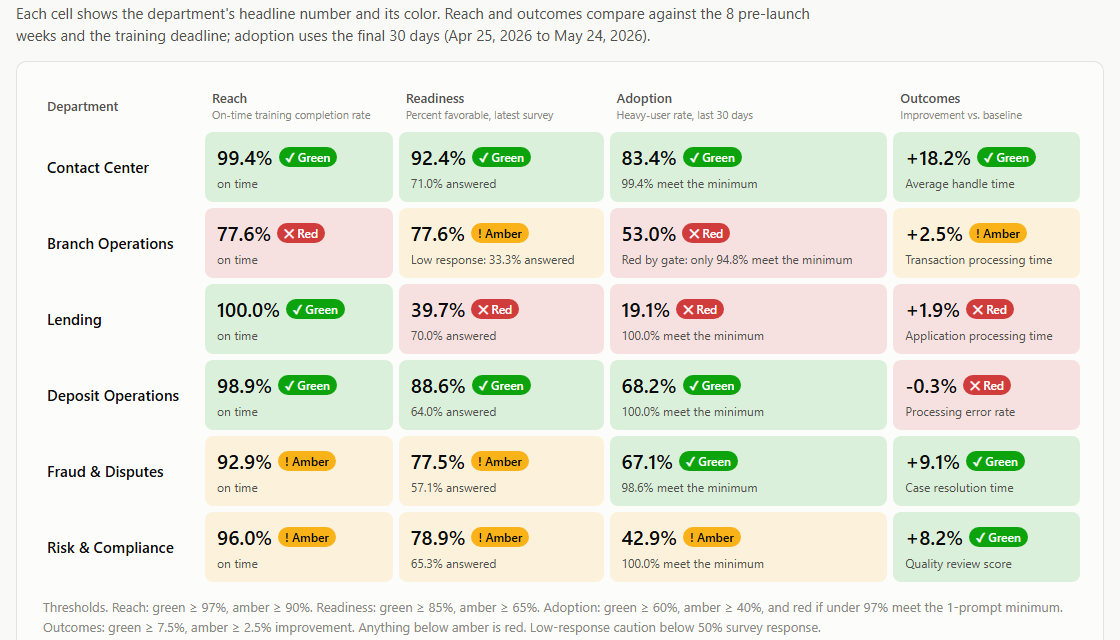 Each cell shows the department's headline number and its color. Reach and outcomes compare against the 8 pre-launch
weeks and the training deadline; adoption uses the final 30 days (Apr 25, 2026 to May 24, 2026).
Department
Reach
On-time training completion rate
Readiness
Percent favorable, latest survey
Adoption
Heavy-user rate, last 30 days
Outcomes
Improvement vs. baseline
Contact Center
99.4% ✓ Green
on time
92.4% ✓ Green
71.0% answered
83.4% ✓ Green
99.4% meet the minimum
+18.2% ✓ Green
Average handle time
Branch Operations
77.6% ✕ Red
on time
77.6% ! Amber
Low response: 33.3% answered
53.0% ✕ Red
Red by gate: only 94.8% meet the minimum
+2.5% ! Amber
Transaction processing time
Lending
100.0% ✓ Green
on time
39.7% ✕ Red
70.0% answered
19.1% ✕ Red
100.0% meet the minimum
+1.9% ✕ Red
Application processing time
Deposit Operations
98.9% ✓ Green
on time
88.6% ✓ Green
64.0% answered
68.2% ✓ Green
100.0% meet the minimum
-0.3% ✕ Red
Processing error rate
Fraud & Disputes
92.9% ! Amber
on time
77.5% ! Amber
57.1% answered
67.1% ✓ Green
98.6% meet the minimum
+9.1% ✓ Green
Case resolution time
Risk & Compliance
96.0% ! Amber
on time
78.9% ! Amber
65.3% answered
42.9% ! Amber
100.0% meet the minimum
+8.2% ✓ Green
Quality review score
Thresholds. Reach: green ≥ 97%, amber ≥ 90%. Readiness: green ≥ 85%, amber ≥ 65%. Adoption: green ≥ 60%, amber ≥ 40%, and red if under 97% meet the 1-prompt minimum.
Outcomes: green ≥ 7.5%, amber ≥ 2.5% improvement. Anything below amber is red. Low-response caution below 50% survey response.